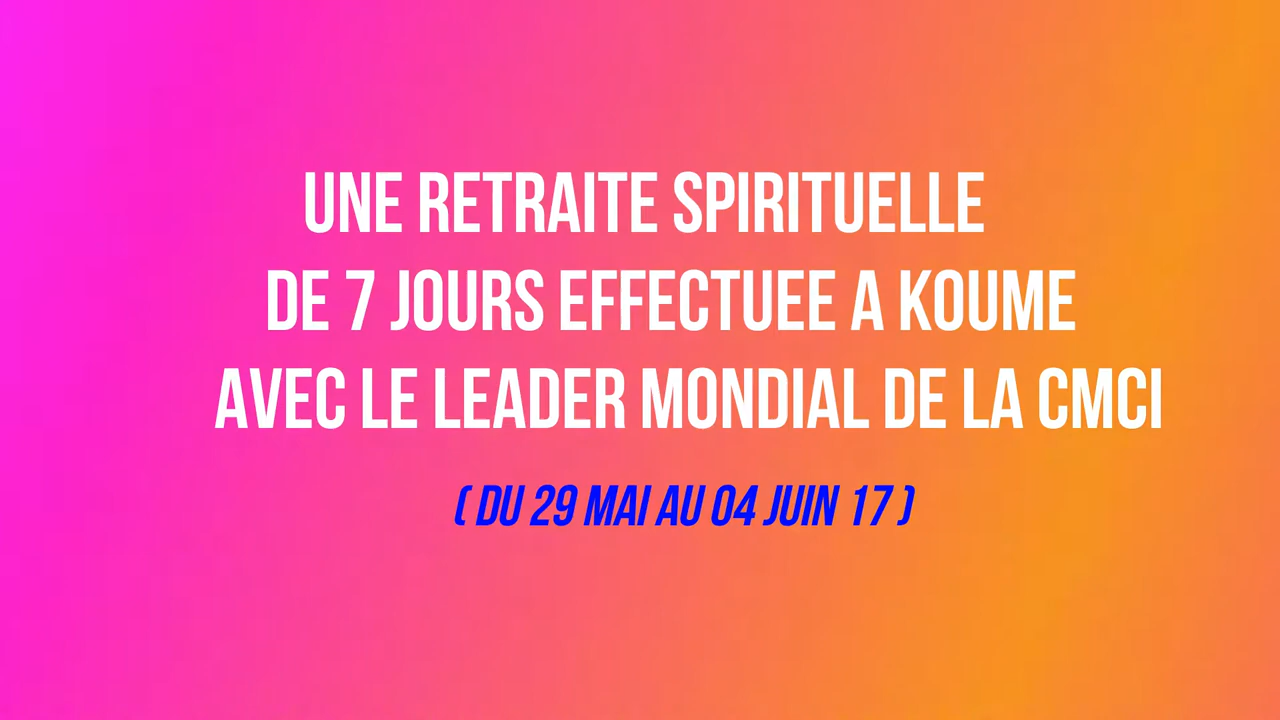 UNE RETRAITE SPIRITUELLE
DE 7 JOURS EFFECTUEE A KOUME
AVEC LE LEADER MONDIAL DE LA CMCI
( DU 29 MAI AU 04 JUIN 17 )